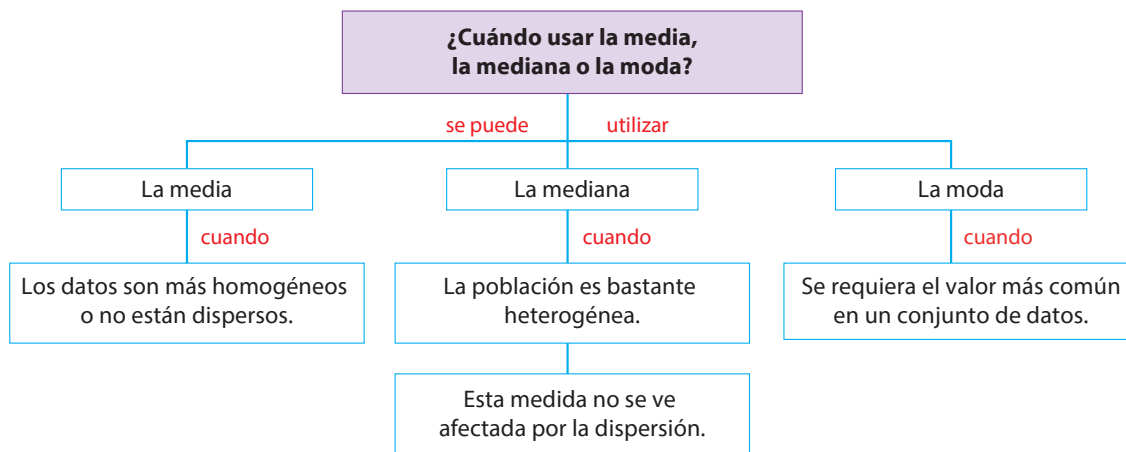 ¿Cuándo usar la media,
la mediana o la moda?
se puede utilizar
La media
La mediana
La moda
cuando
cuando
cuando
Los datos son más homogéneos
o no están dispersos.
La población es bastante
heterogénea.
Se requiera el valor más común
en un conjunto de datos.
Esta medida no se ve
afectada por la dispersión.